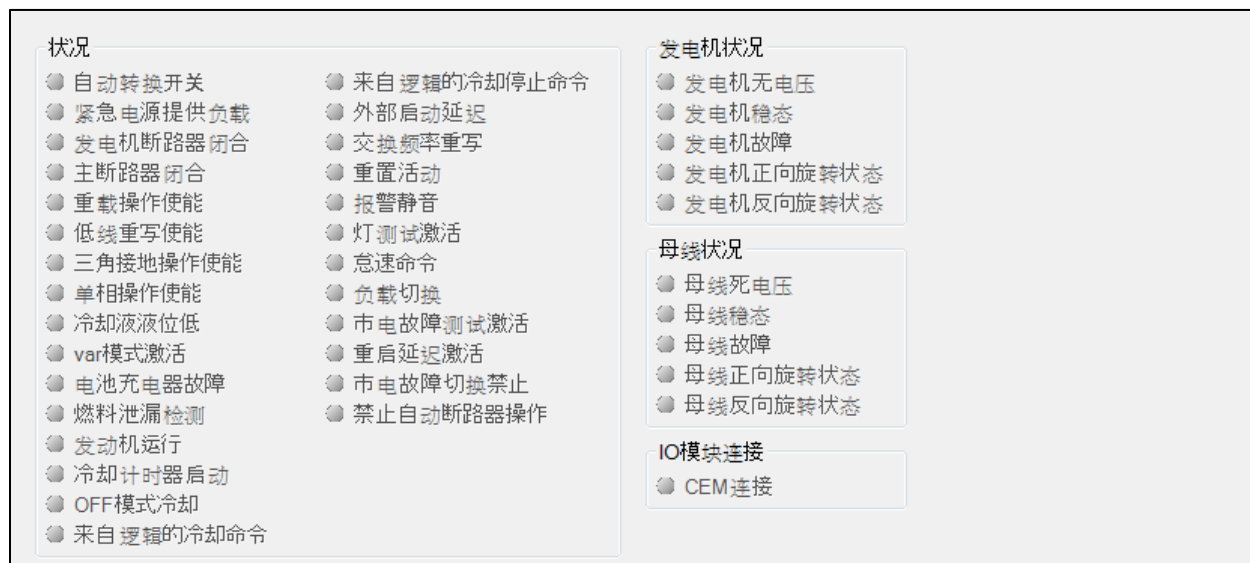 状况
自动转换开关
紧急电源提供负载
发电机断路器闭合
主断路器闭合
重载操作使能
低线重写使能
三角接地操作使能
单相操作使能
冷却液液位低
var模式激活
电池充电器故障
燃料泄漏检测
发动机运行
冷却计时器启动
OFF模式冷却
来自逻辑的冷却命令
来自逻辑的冷却停止命令
外部启动延迟
交换频率重写
重置活动
报警静音
灯测试激活
怠速命令
负载切换
市电故障测试激活
重启延迟激活
市电故障切换禁止
禁止自动断路器操作
发电机状况
发电机无电压
发电机稳态
发电机故障
发电机正向旋转状态
发电机反向旋转状态
母线状况
母线死电压
母线稳态
母线故障
母线正向旋转状态
母线反向旋转状态
IO模块连接
CEM连接